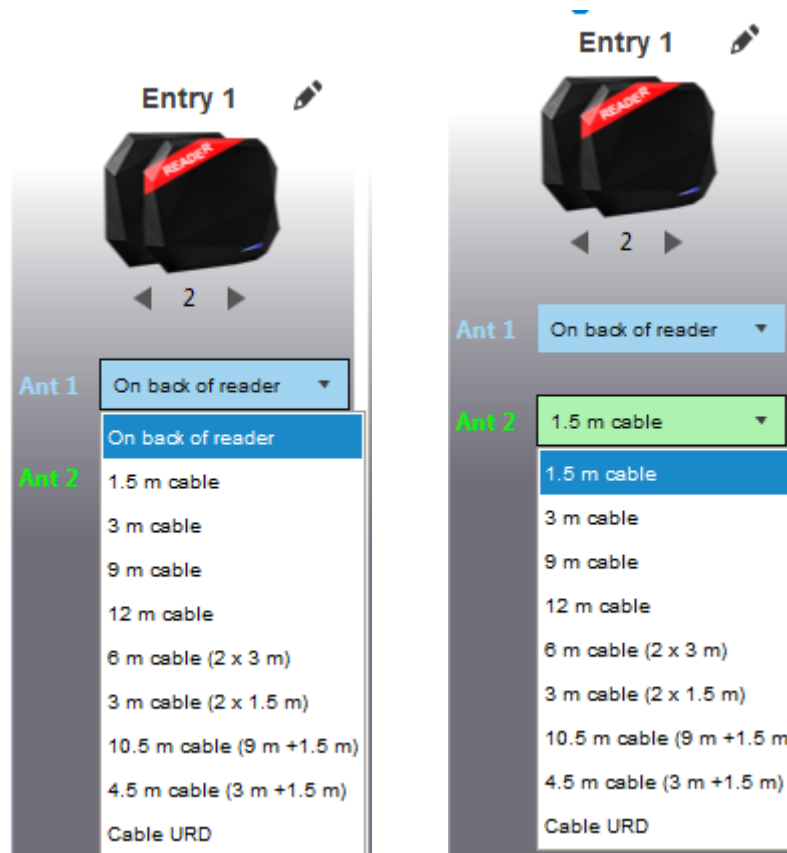 Entry 1
READER
2
Ant 1
On back of reader
On back of reader
Ant 2
1.5 m cable
3 m cable
9 m cable
12 m cable
6 m cable (2 x 3 m)
3 m cable (2 x 1.5 m)
10.5 m cable (9 m +1.5 m)
4.5 m cable (3 m +1.5 m)
Cable URD
Entry 1
READER
2
Ant 1
On back of reader
Ant 2
1.5 m cable
1.5 m cable
3 m cable
9 m cable
12 m cable
6 m cable (2 x 3 m)
3 m cable (2 x 1.5 m)
10.5 m cable (9 m +1.5 m
4.5 m cable (3 m +1.5 m)
Cable URD